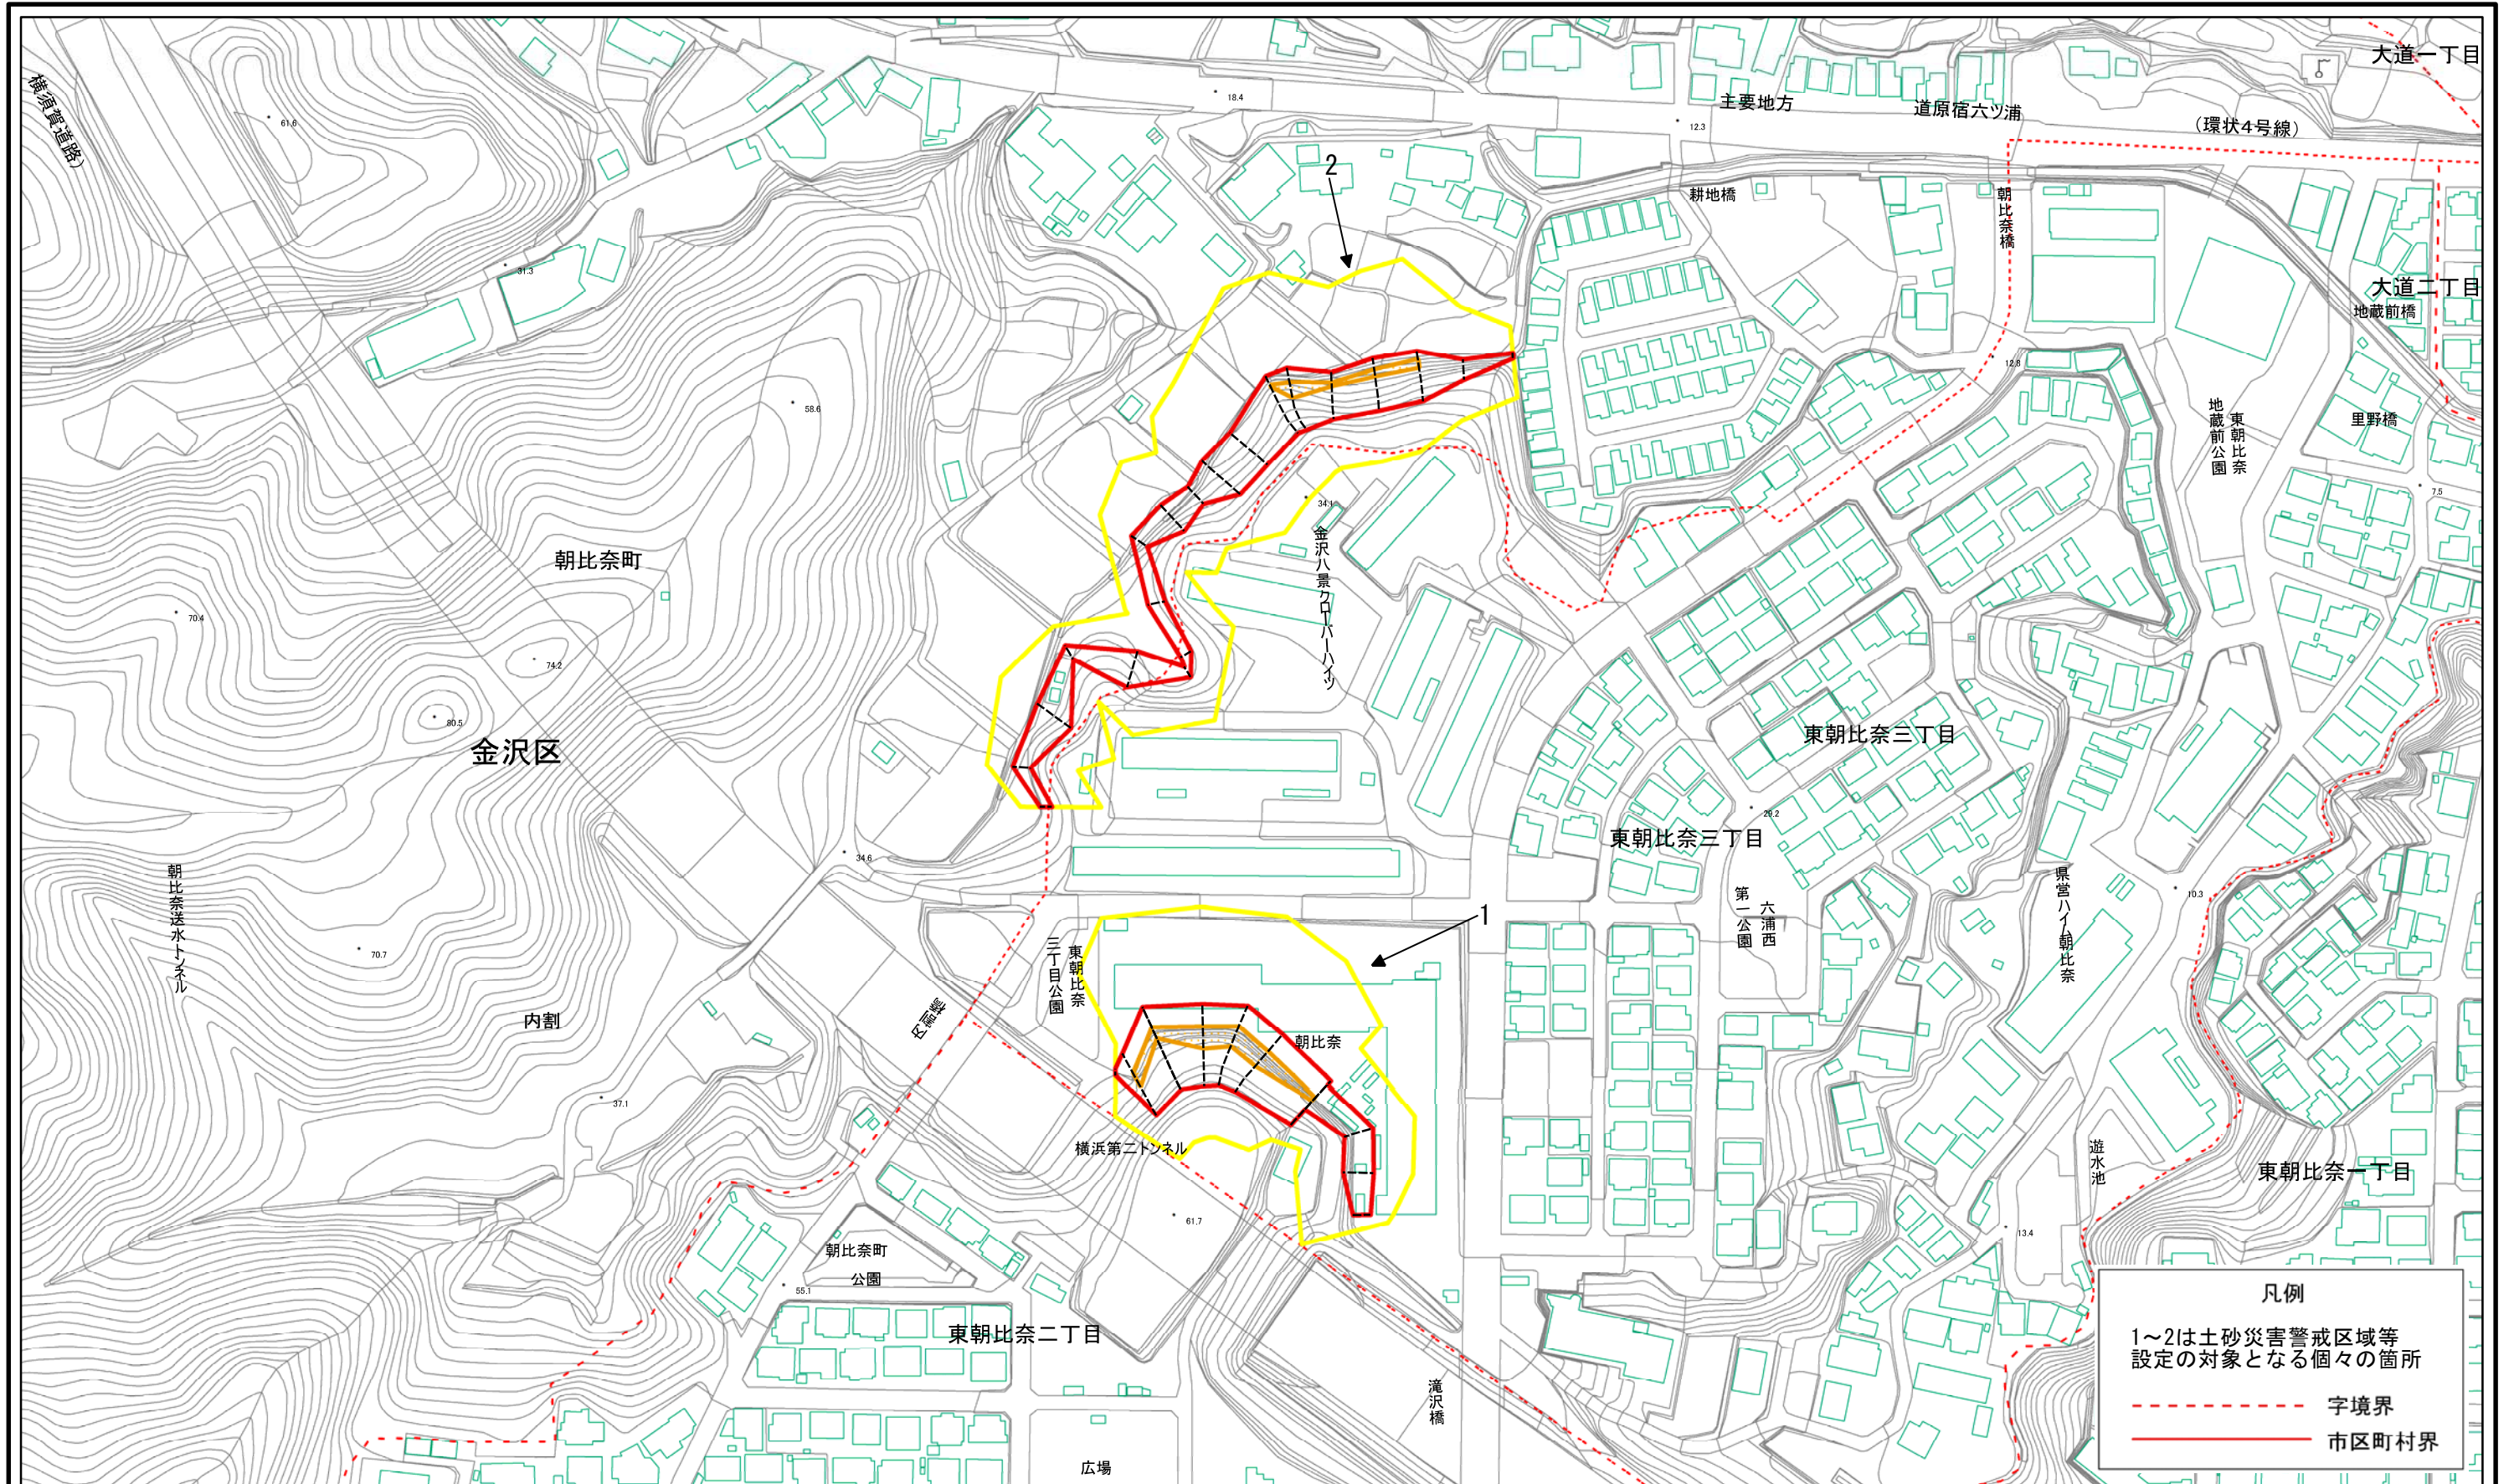 大道一丁目
横須賀道路)
18.4
主要地方
道原宿六ツ浦
(環状4号線)
12.3
61.6
2
耕地橋
朝比奈橋
31.3
大道二丁目
地蔵前橋
12.8
58.6
東朝比奈
地蔵前公園
里野橋
7.5
34.1
金沢八景クローバーハイツ
朝比奈町
70.4
74.2
80.5
金沢区
東朝比奈三丁目
29.2
東朝比奈三丁目
34.6
朝比奈送水トンネル
県営ハイム朝比奈
10.3
六浦西
第一公園
1
東朝比奈
三丁目公園
70.7
内割
内割橋
朝比奈
37.1
横浜第二トンネル
遊水池
東朝比奈一丁目
61.7
13.4
朝比奈町
公園
55.1
東朝比奈二丁目
滝沢橋
広場
凡例
1~2は土砂災害警戒区域等
設定の対象となる個々の箇所
字境界
市区町村界